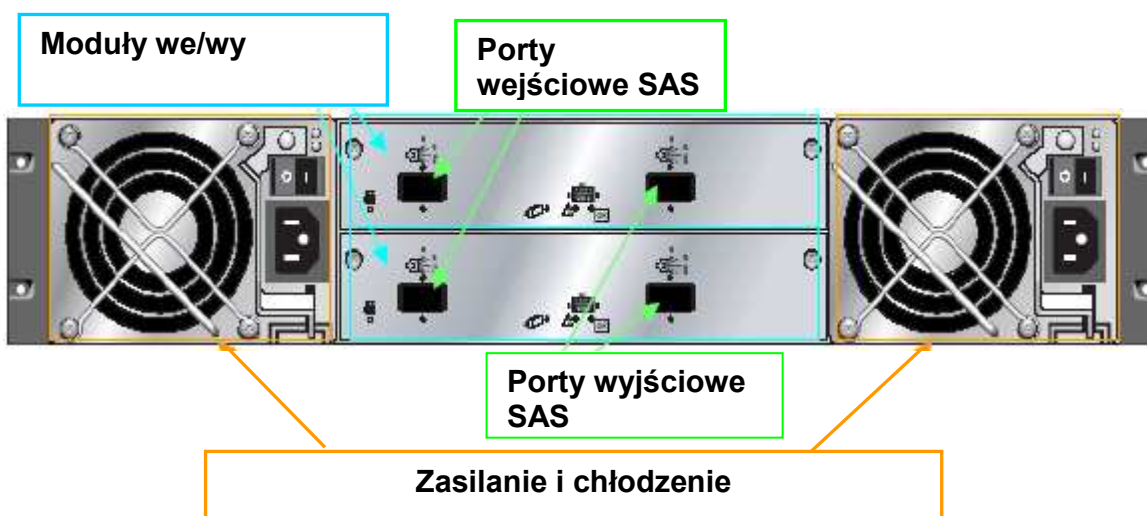 Moduły we/wy
Porty
wejściowe SAS
Porty wyjściowe
SAS
Zasilanie i chłodzenie